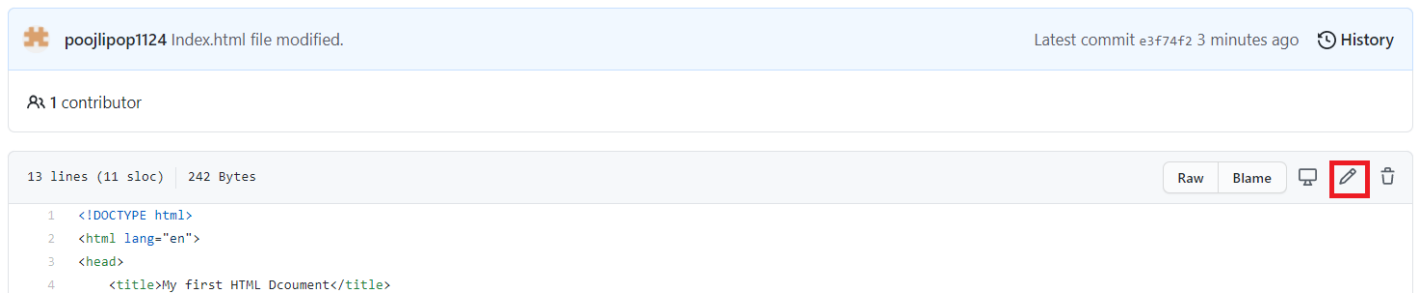 poojlipop1124 Index.html file modified. Latest commit e3f74f2 3 minutes ago History
1 contributor
13 lines (11 sloc) 242 Bytes Raw Blame
1 <!DOCTYPE html>
2 <html lang="en">
3 <head>
4 <title>My first HTML Dcoument</title>